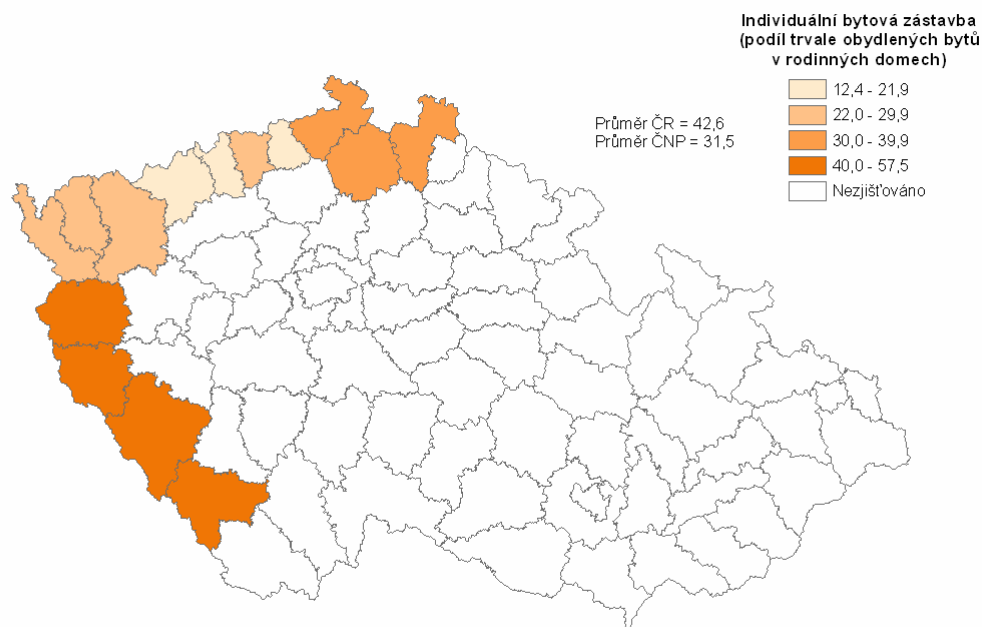 Individuální bytová zástavba
(podíl trvale obydlených bytů
v rodinných domech)
12,4 - 21,9
22,0 - 29,9
30,0 - 39,9
40,0 - 57,5
Nezjišťováno
Průměr ČR = 42,6
Průměr ČNP = 31,5